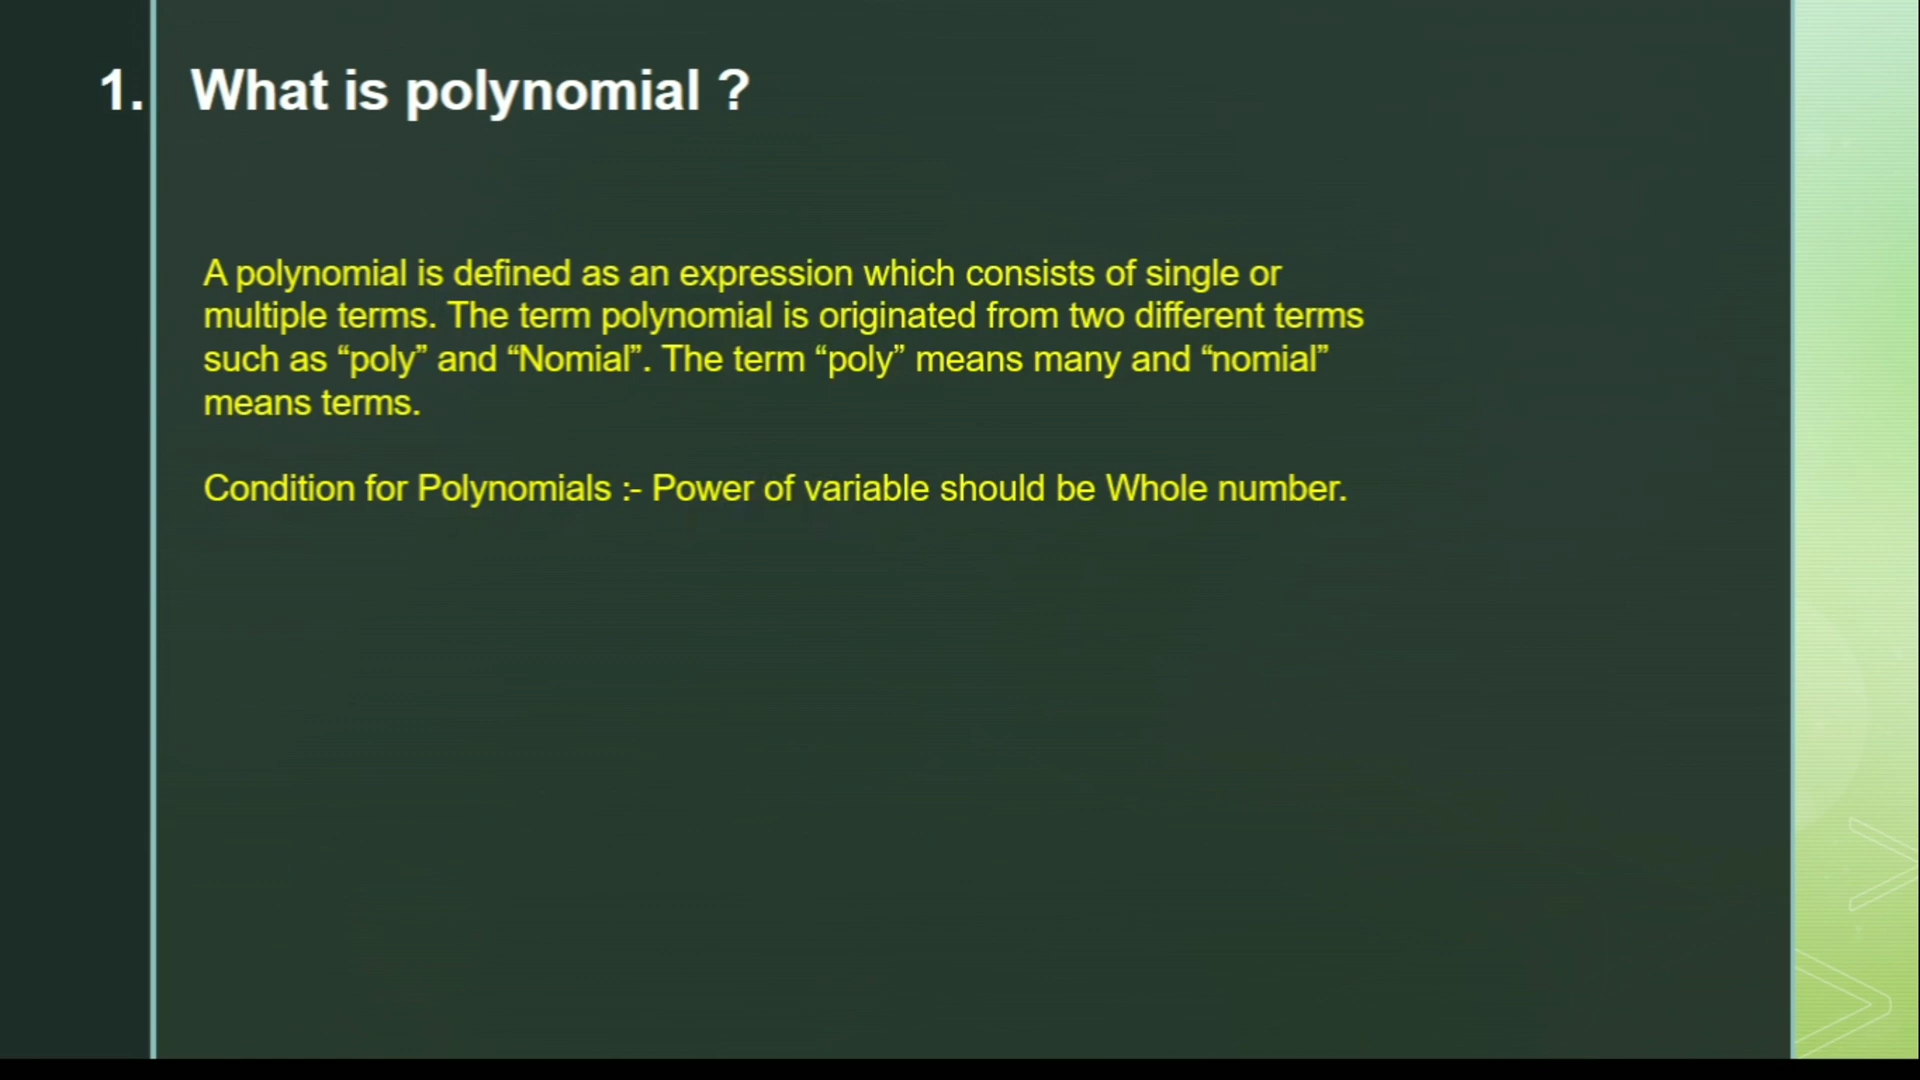 1. What is polynomial ?
A polynomial is defined as an expression which consists of single or
multiple terms. The term polynomial is originated from two different terms
such as “poly” and “Nomial”. The term “poly” means many and “nomial”
means terms.
Condition for Polynomials :- Power of variable should be Whole number.